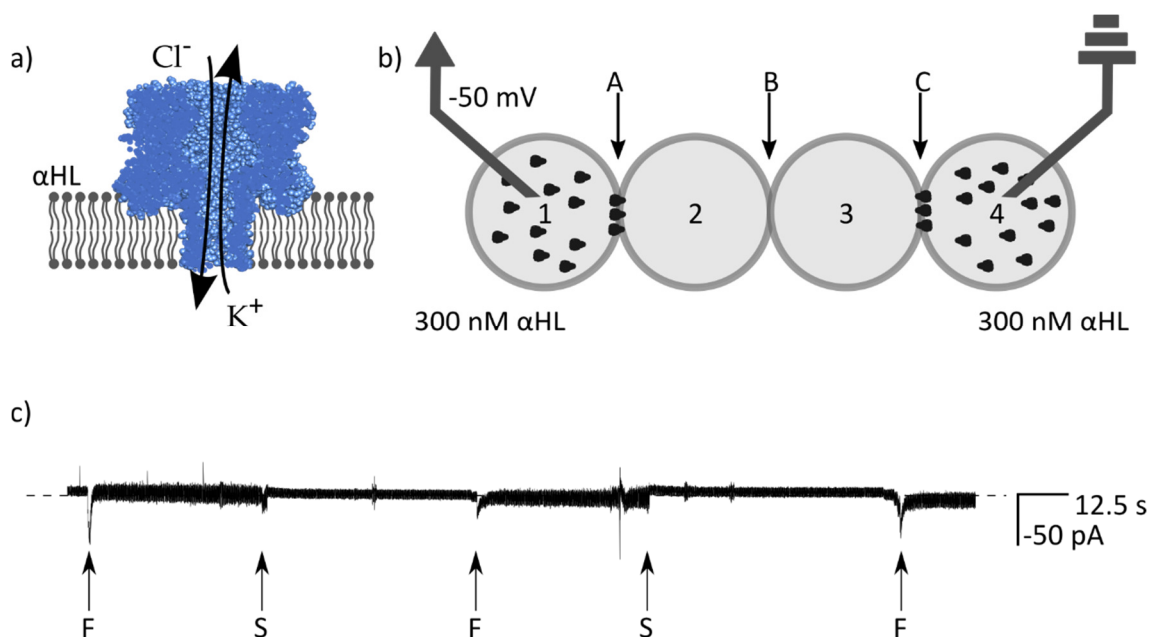 a)
Cl⁻
αHL
K⁺
b)
-50 mV
A
B
C
1
2
3
4
300 nM αHL
300 nM αHL
c)
12.5 s
-50 pA
F
S
F
S
F